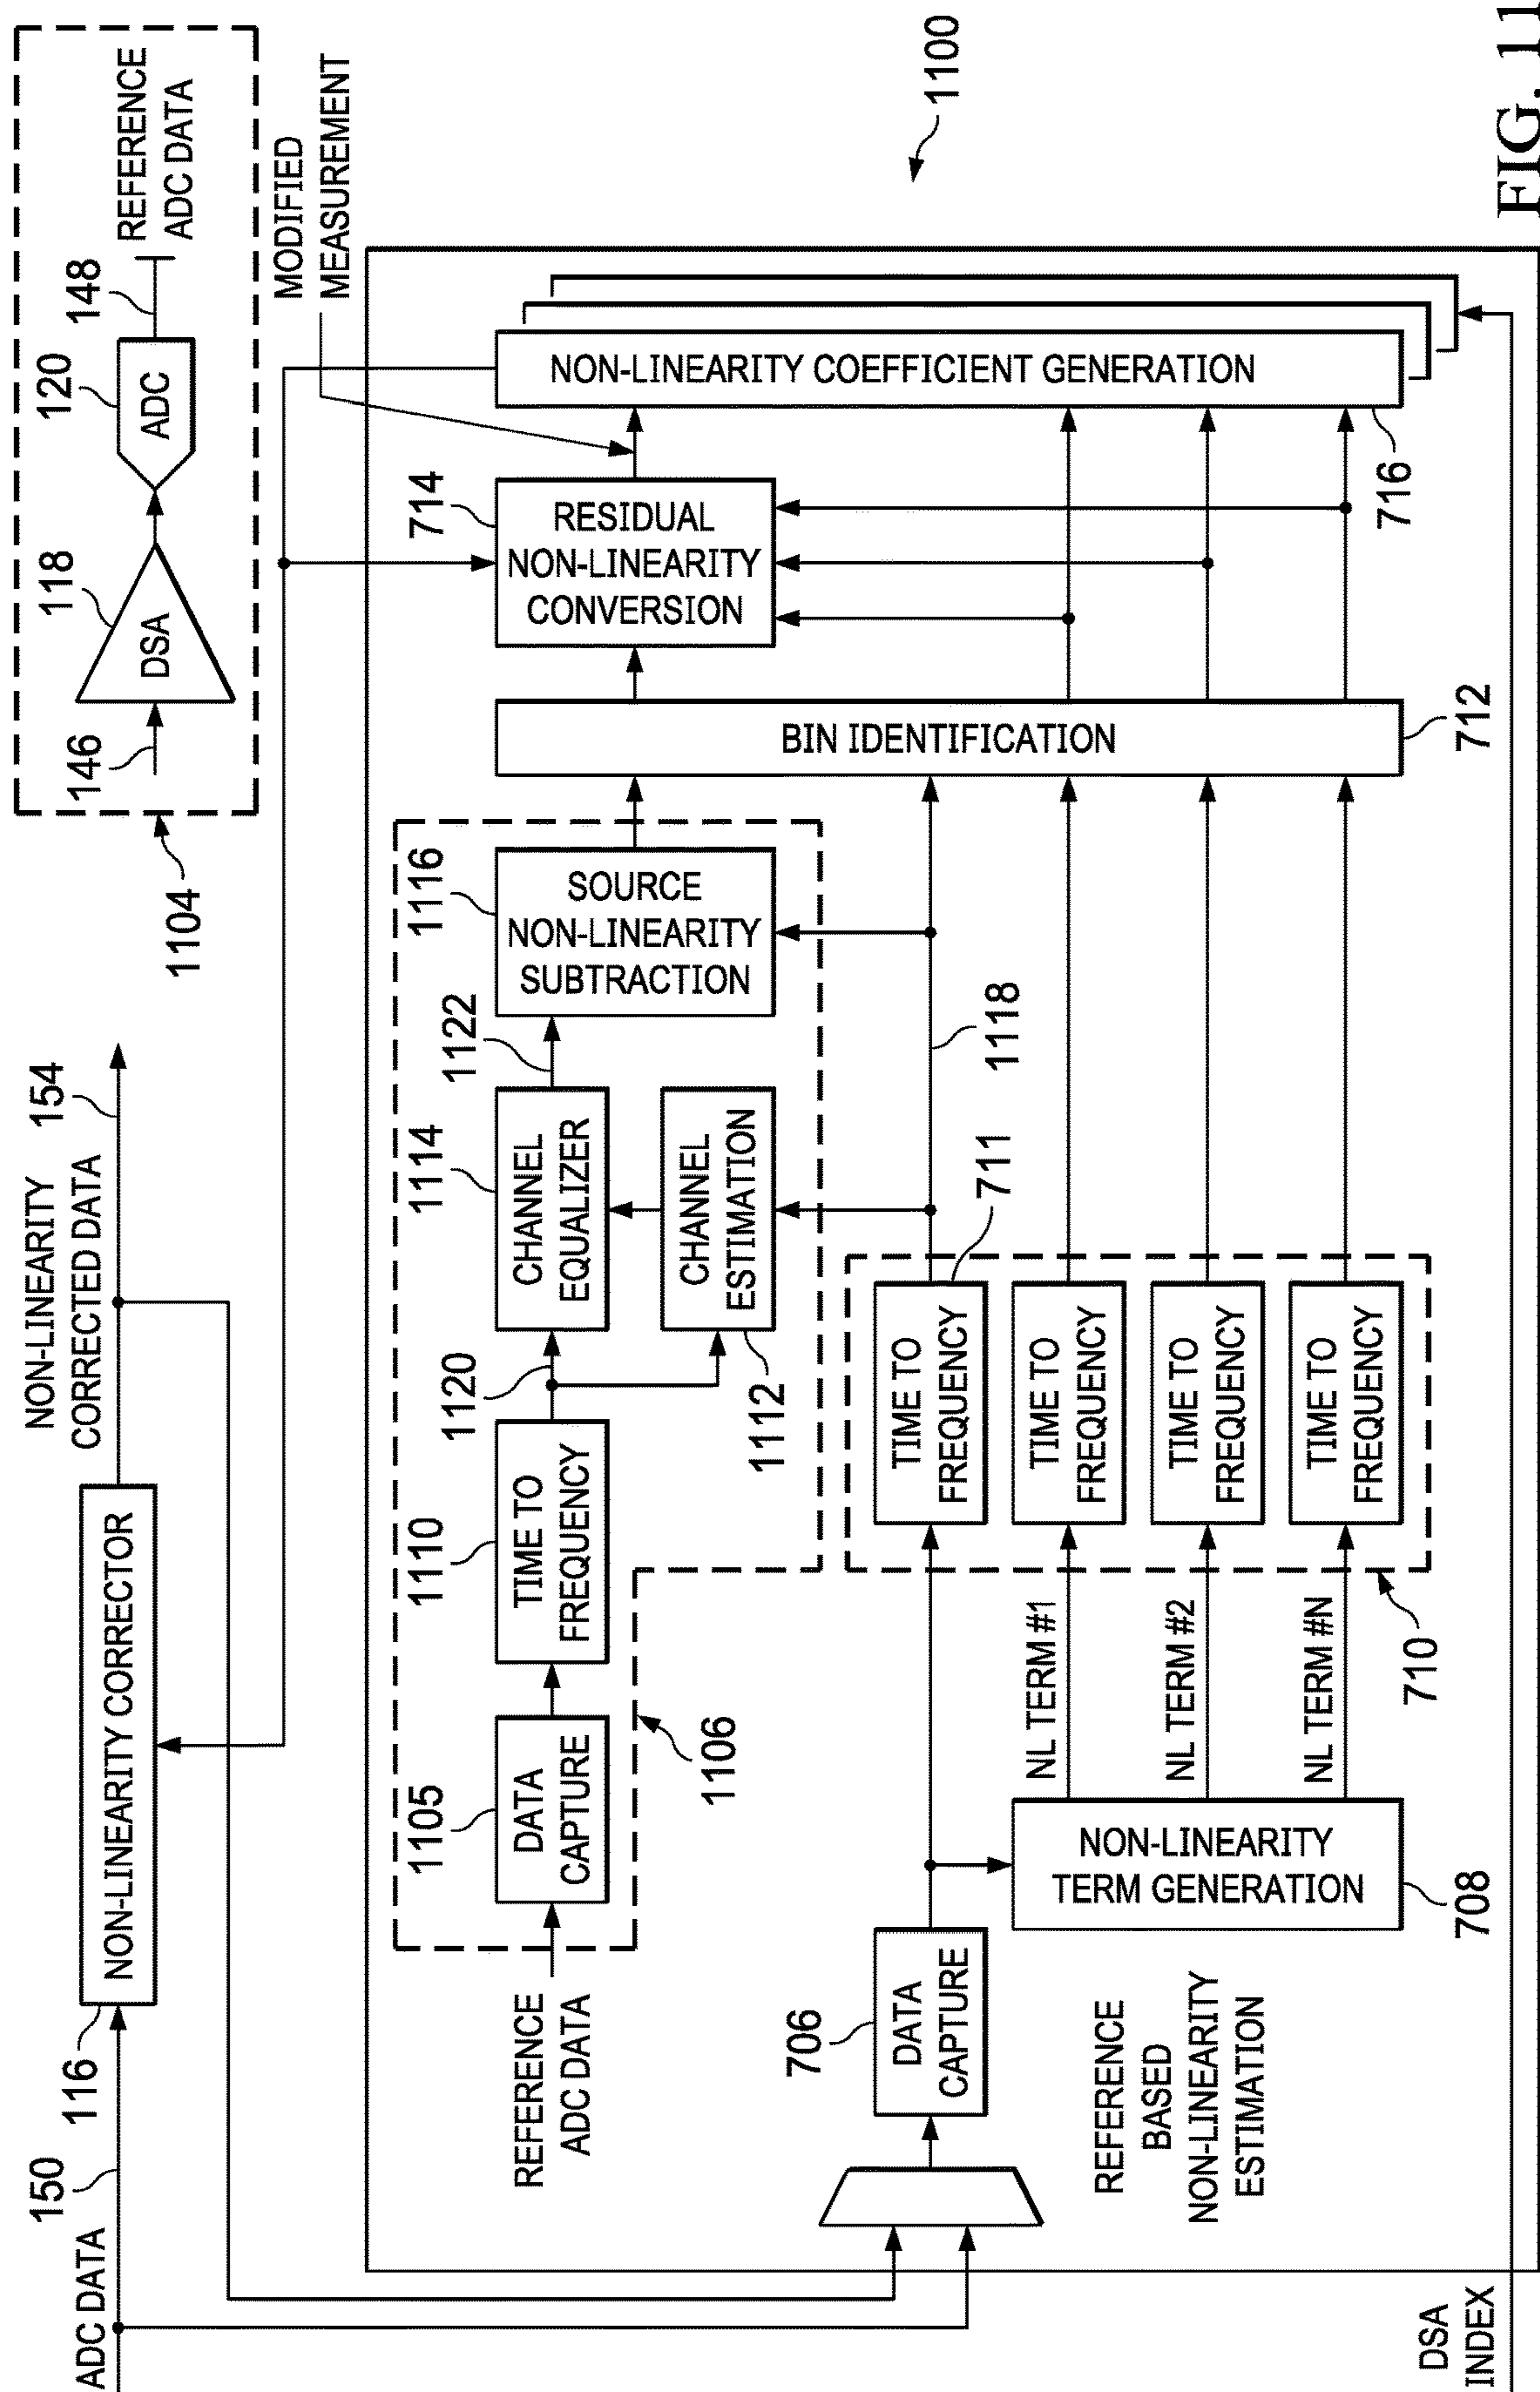 ADC DATA
150
116
NON-LINEARITY CORRECTOR
NON-LINEARITY
CORRECTED DATA
154
1104
146
118
DSA
120
ADC
148
REFERENCE
ADC DATA
MODIFIED
MEASUREMENT
REFERENCE
ADC DATA
1105
DATA
CAPTURE
1106
1110
TIME TO
FREQUENCY
1120
1114
CHANNEL
EQUALIZER
1112
CHANNEL
ESTIMATION
1122
1116
SOURCE
NON-LINEARITY
SUBTRACTION
1118
714
RESIDUAL
NON-LINEARITY
CONVERSION
NON-LINEARITY COEFFICIENT GENERATION
716
BIN IDENTIFICATION
712
706
DATA
CAPTURE
NON-LINEARITY
TERM GENERATION
708
NL TERM #1
NL TERM #2
NL TERM #N
710
711
TIME TO
FREQUENCY
TIME TO
FREQUENCY
TIME TO
FREQUENCY
TIME TO
FREQUENCY
REFERENCE
BASED
NON-LINEARITY
ESTIMATION
DSA
INDEX
1100
FIG. 11